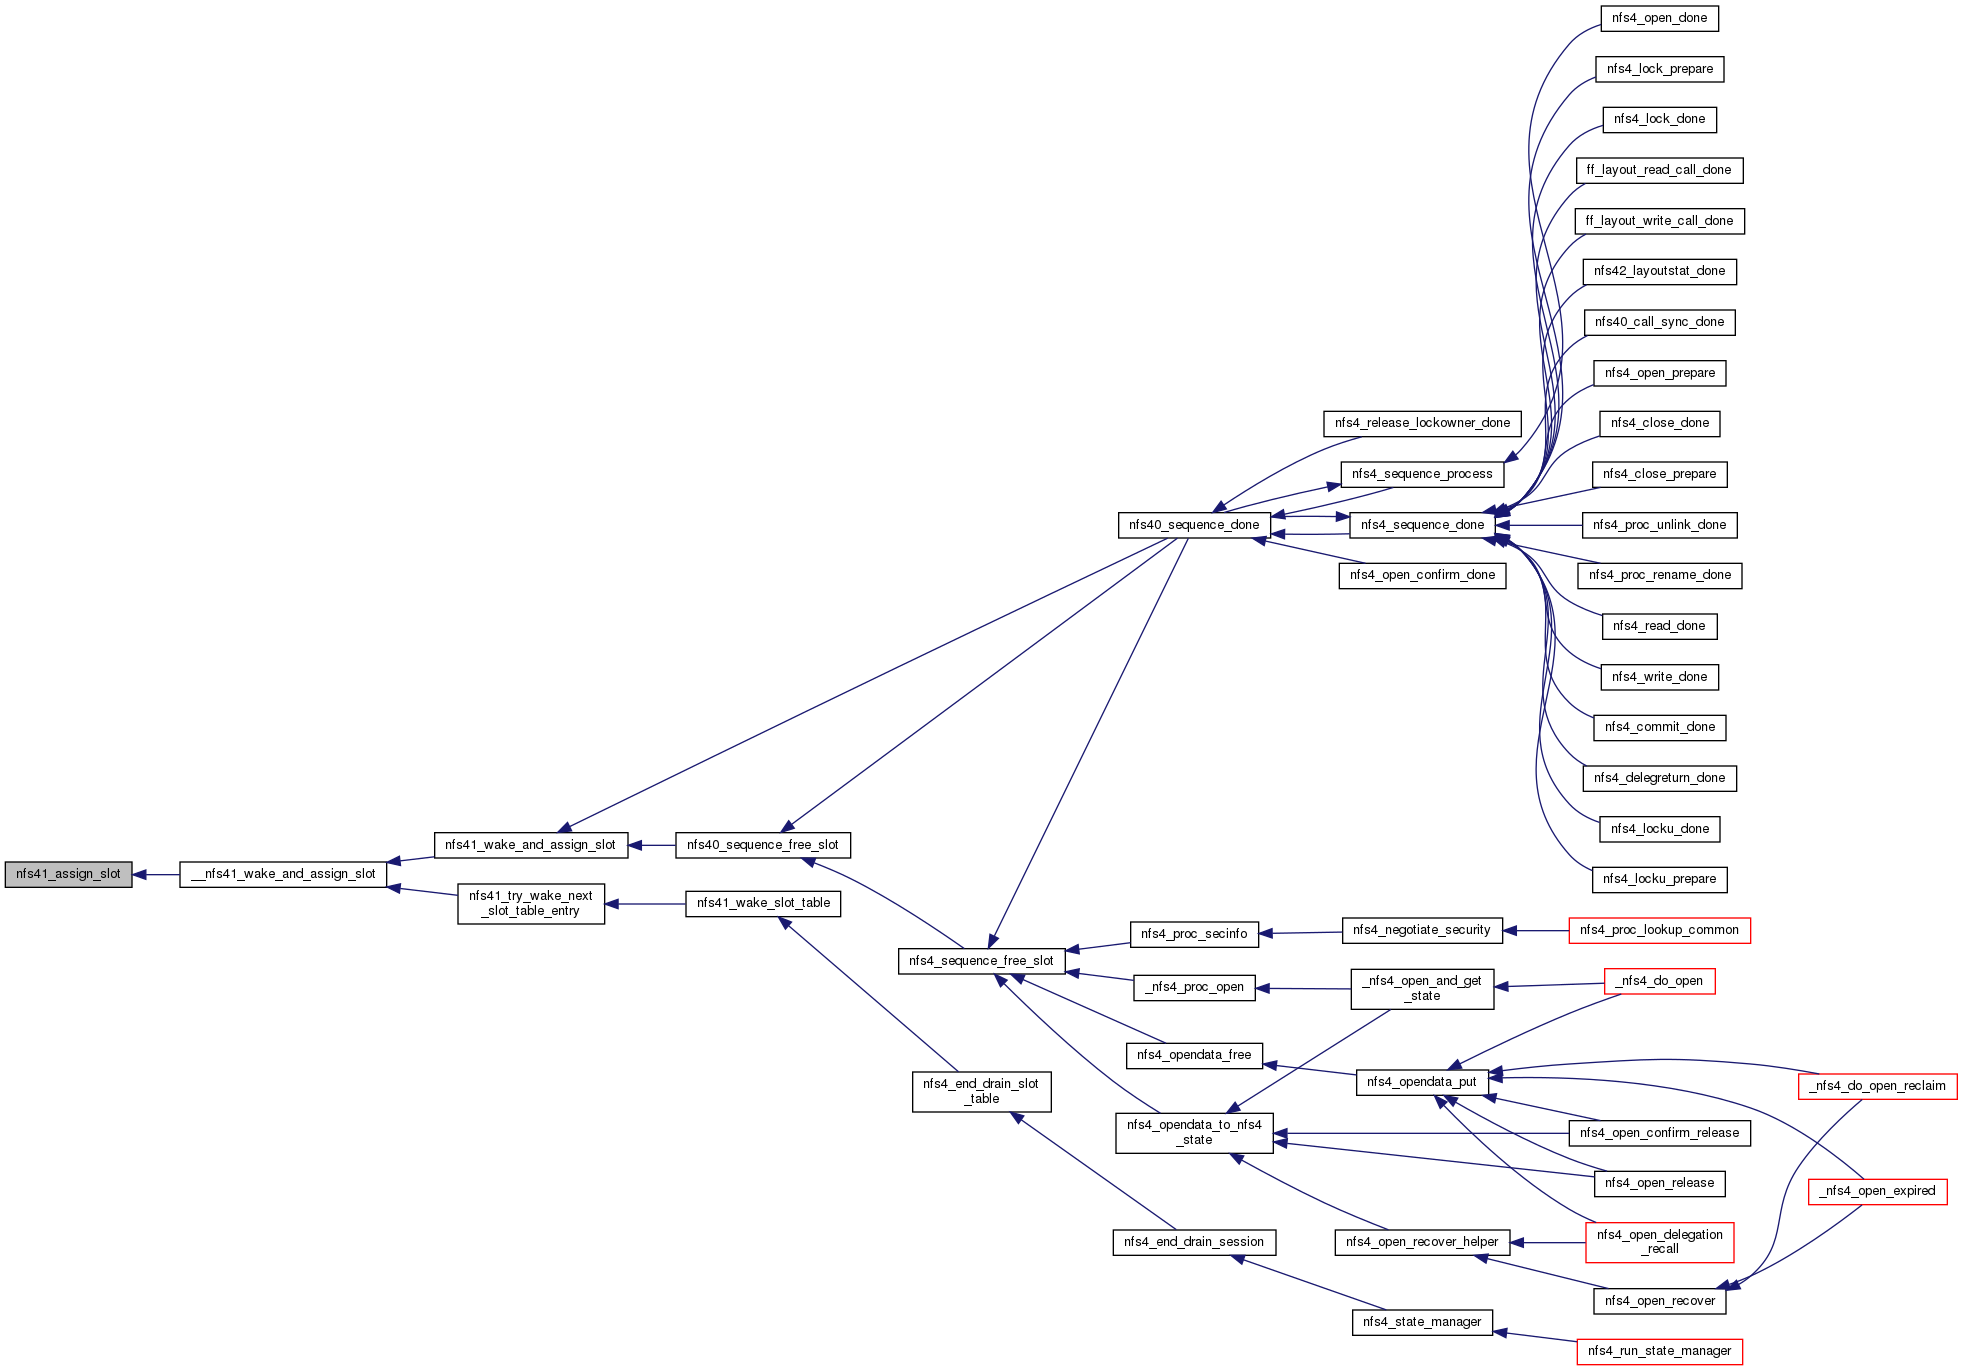 nfs4_open_done
nfs4_lock_prepare
nfs4_lock_done
ff_layout_read_call_done
ff_layout_write_call_done
nfs42_layoutstat_done
nfs40_call_sync_done
nfs4_open_prepare
nfs4_release_lockowner_done
nfs4_close_done
nfs4_sequence_process
nfs4_close_prepare
nfs40_sequence_done
nfs4_sequence_done
nfs4_proc_unlink_done
nfs4_open_confirm_done
nfs4_proc_rename_done
nfs4_read_done
nfs4_write_done
nfs4_commit_done
nfs4_delegreturn_done
nfs4_locku_done
nfs41_wake_and_assign_slot
nfs40_sequence_free_slot
nfs41_assign_slot
__nfs41_wake_and_assign_slot
nfs4_locku_prepare
nfs41_try_wake_next
_slot_table_entry
nfs41_wake_slot_table
nfs4_proc_secinfo
nfs4_negotiate_security
nfs4_proc_lookup_common
nfs4_sequence_free_slot
_nfs4_proc_open
_nfs4_open_and_get
_state
_nfs4_do_open
nfs4_opendata_free
nfs4_opendata_put
nfs4_end_drain_slot
_table
_nfs4_do_open_reclaim
nfs4_opendata_to_nfs4
_state
nfs4_open_confirm_release
nfs4_open_release
_nfs4_open_expired
nfs4_end_drain_session
nfs4_open_recover_helper
nfs4_open_delegation
_recall
nfs4_open_recover
nfs4_state_manager
nfs4_run_state_manager